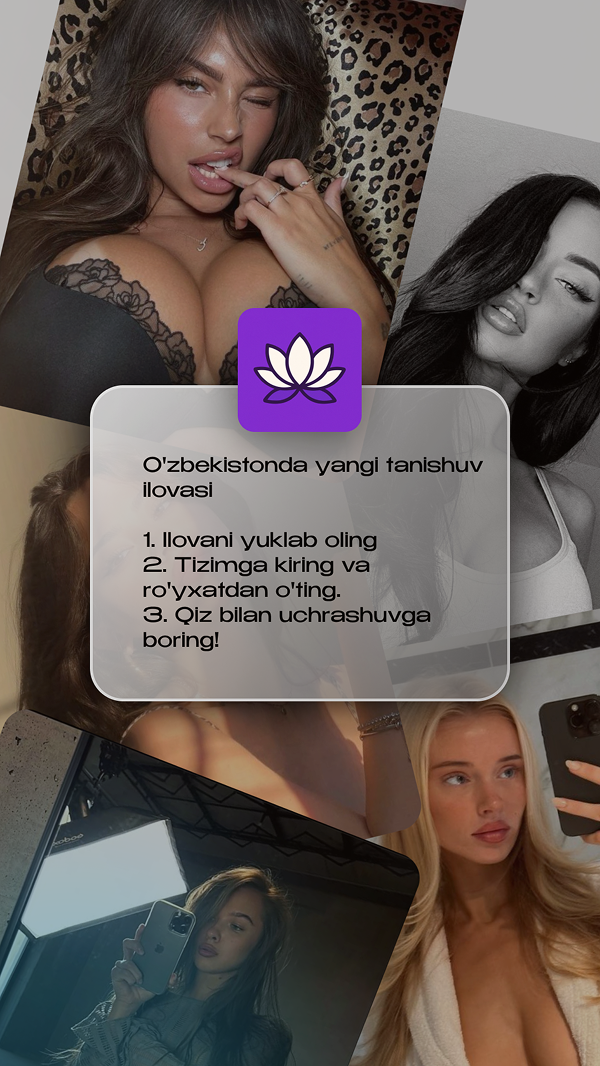 O'zbekistonda yangi tanishuv
ilovasi
1. Ilovani yuklab oling
2. Tizimga kiring va
ro'yxatdan o'ting.
3. Qiz bilan uchrashuvga
boring!